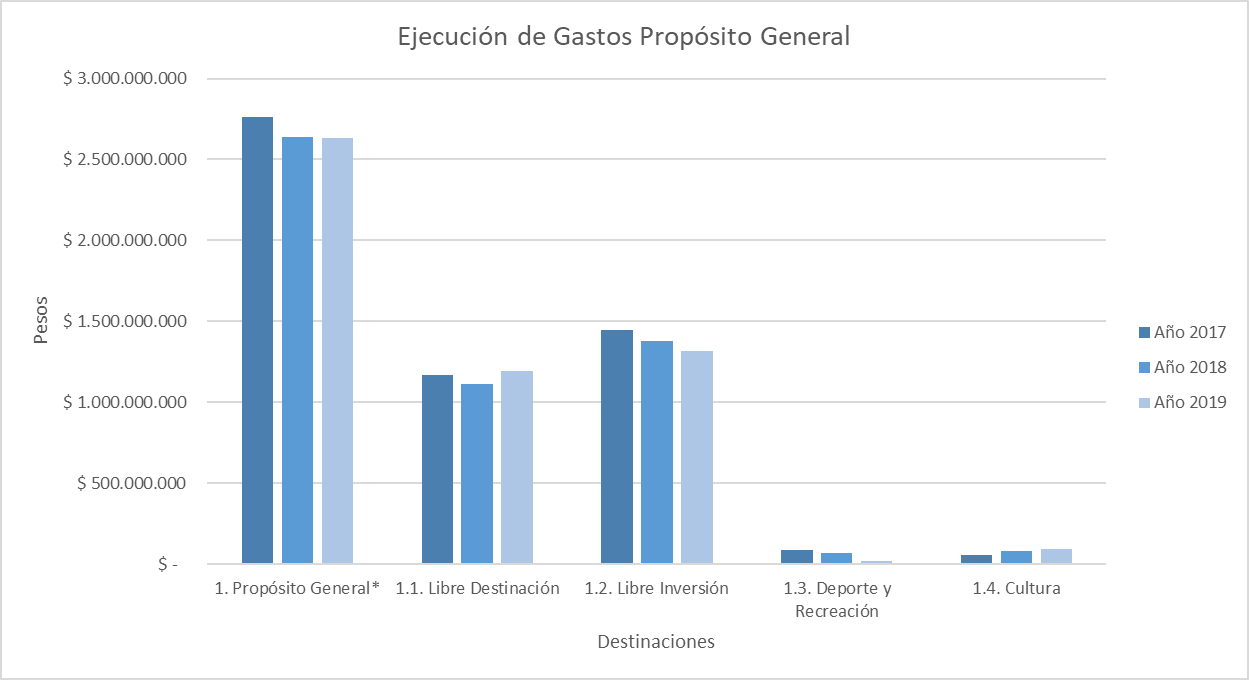 Ejecución de Gastos Propósito General
$ 3.000.000.000
$ 2.500.000.000
$ 2.000.000.000
$ 1.500.000.000
$ 1.000.000.000
$ 500.000.000
$ -
Pesos
1. Propósito General*
1.1. Libre Destinación
1.2. Libre Inversión
1.3. Deporte y
Recreación
1.4. Cultura
Destinaciones
Año 2017
Año 2018
Año 2019